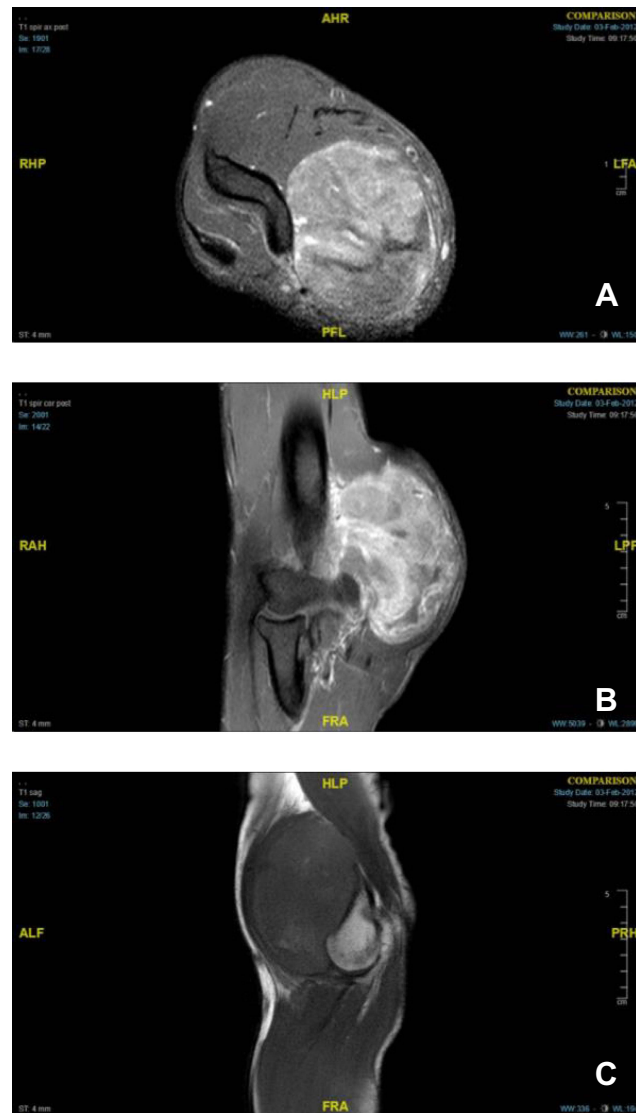 . .
T1 spir ax post
Se: 1901
Im: 17/28
AHR
COMPARISON
Study Date: 03-Feb-2012
Study Time: 09:17:56
RHP
1
LFA
cm
A
ST: 4 mm
PFL
WW:261 -
. .
T1 spir cor post
Se: 2001
Im: 14/22
HLP
COMPARISON
Study Date: 03-Feb-2012
Study Time: 09:17:56
RAH
5
LPF
cm
B
ST: 4 mm
FRA
WW:5039 -
. .
T1 sag
Se: 1001
Im: 12/26
HLP
COMPARISON
Study Date: 03-Feb-2012
Study Time: 09:17:56
ALF
5
PRH
cm
C
ST: 4 mm
FRA
WW:336 -